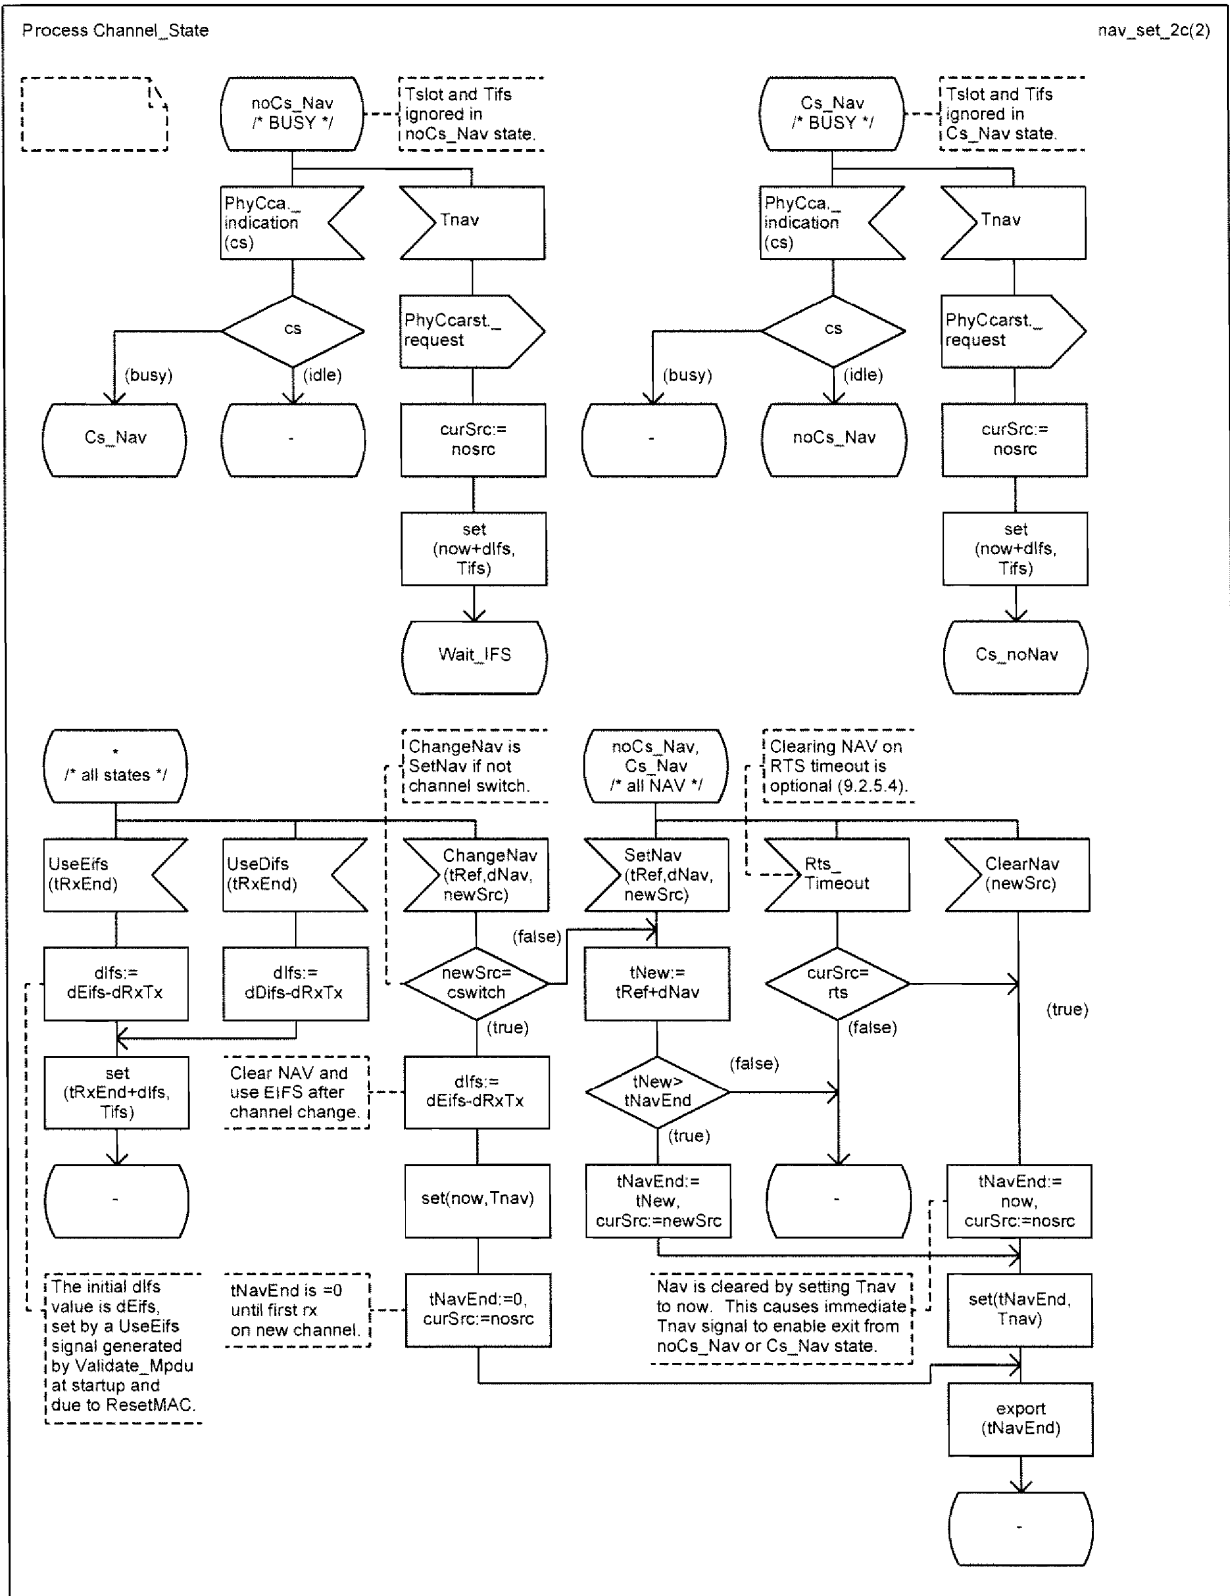 Process Channel_State
nav_set_2c(2)
noCs_Nav
/* BUSY */
Tslot and Tifs
ignored in
noCs_Nav state.
Cs_Nav
/* BUSY */
Tslot and Tifs
ignored in
Cs_Nav state.
PhyCca._
indication
(cs)
Tnav
PhyCca._
indication
(cs)
Tnav
cs
PhyCcarst._
request
cs
PhyCcarst._
request
(busy)
(idle)
(busy)
(idle)
Cs_Nav
-
curSrc:=
nosrc
-
noCs_Nav
curSrc:=
nosrc
set
(now+dIfs,
Tifs)
set
(now+dIfs,
Tifs)
Wait_IFS
Cs_noNav
*
/* all states */
ChangeNav is
SetNav if not
channel switch.
noCs_Nav,
Cs_Nav
/* all NAV */
Clearing NAV on
RTS timeout is
optional (9.2.5.4).
UseEifs
(tRxEnd)
UseDifs
(tRxEnd)
ChangeNav
(tRef,dNav,
newSrc)
SetNav
(tRef,dNav,
newSrc)
Rts_
Timeout
ClearNav
(newSrc)
dIfs:=
dEifs-dRxTx
dIfs:=
dDifs-dRxTx
newSrc=
cswitch
(false)
(true)
tNew:=
tRef+dNav
curSrc=
rts
(false)
(true)
set
(tRxEnd+dIfs,
Tifs)
Clear NAV and
use EIFS after
channel change.
dIfs:=
dEifs-dRxTx
tNew>
tNavEnd
(false)
(true)
-
set(now,Tnav)
tNavEnd:=
tNew,
curSrc:=newSrc
-
tNavEnd:=
now,
curSrc:=nosrc
The initial dIfs
value is dEifs,
set by a UseEifs
signal generated
by Validate_Mpdu
at startup and
due to ResetMAC.
tNavEnd is =0
until first rx
on new channel.
tNavEnd:=0,
curSrc:=nosrc
Nav is cleared by setting Tnav
to now. This causes immediate
Tnav signal to enable exit from
noCs_Nav or Cs_Nav state.
set(tNavEnd,
Tnav)
export
(tNavEnd)
-